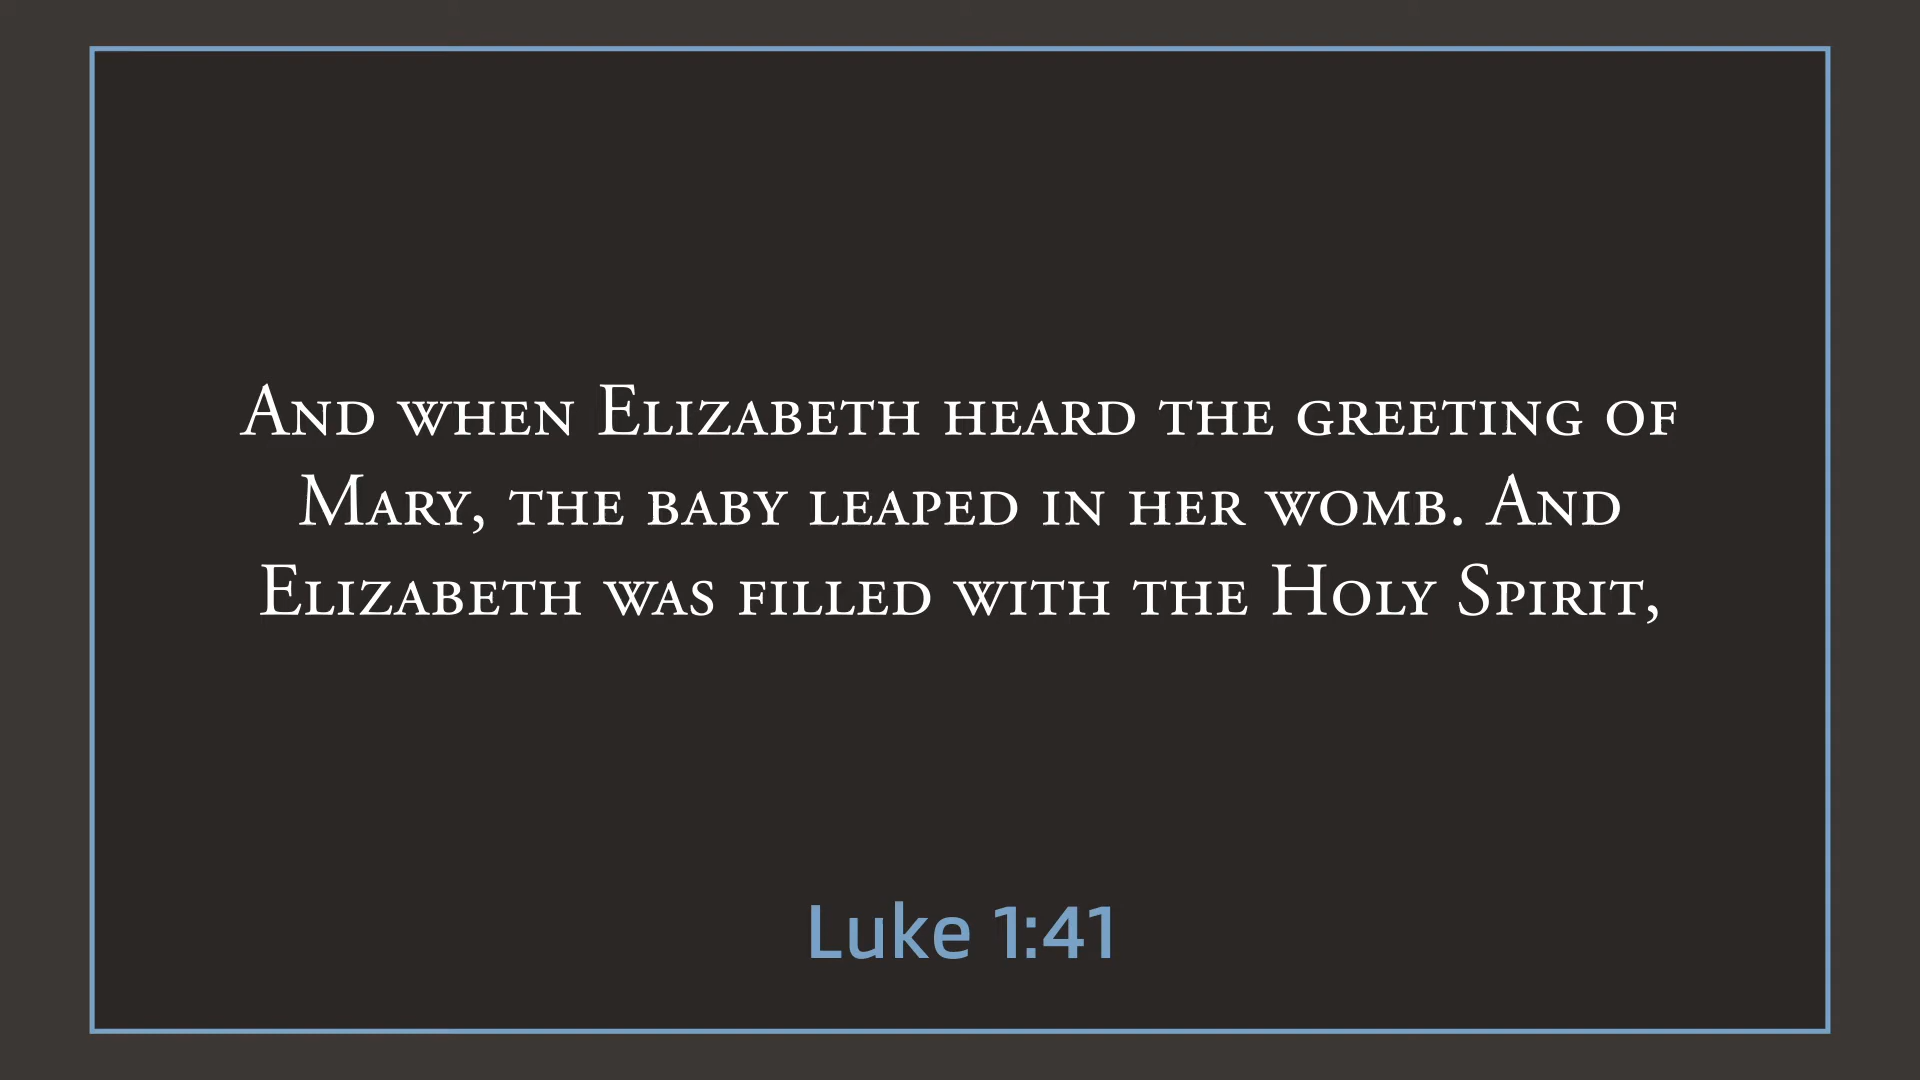 And when Elizabeth heard the greeting of
Mary, the baby leaped in her womb. And
Elizabeth was filled with the Holy Spirit,
Luke 1:41